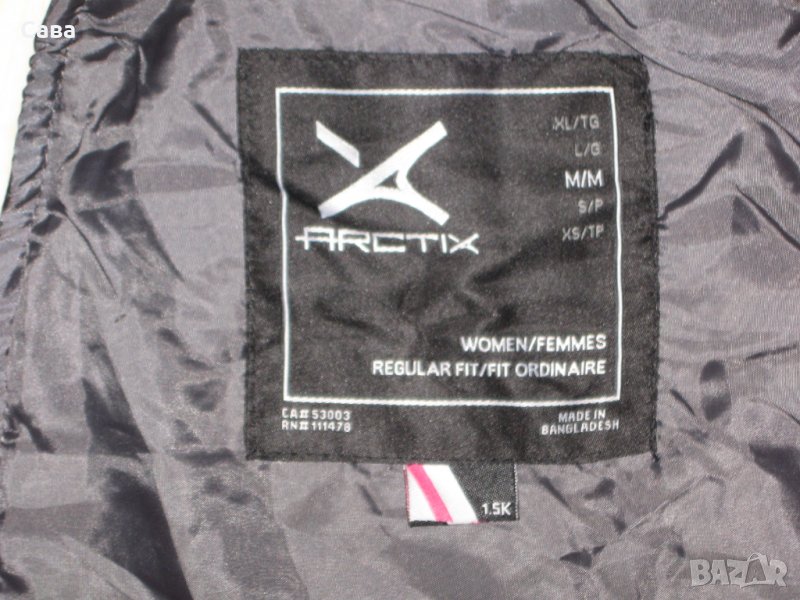 Сава
XL/TG
L/G
M/M
S/P
XS/TP
ARCTIX
WOMEN/FEMMES
REGULAR FIT/FIT ORDINAIRE
CA# 53003
RN# 111478
MADE IN
BANGLADESH
1.5K
BAZAR